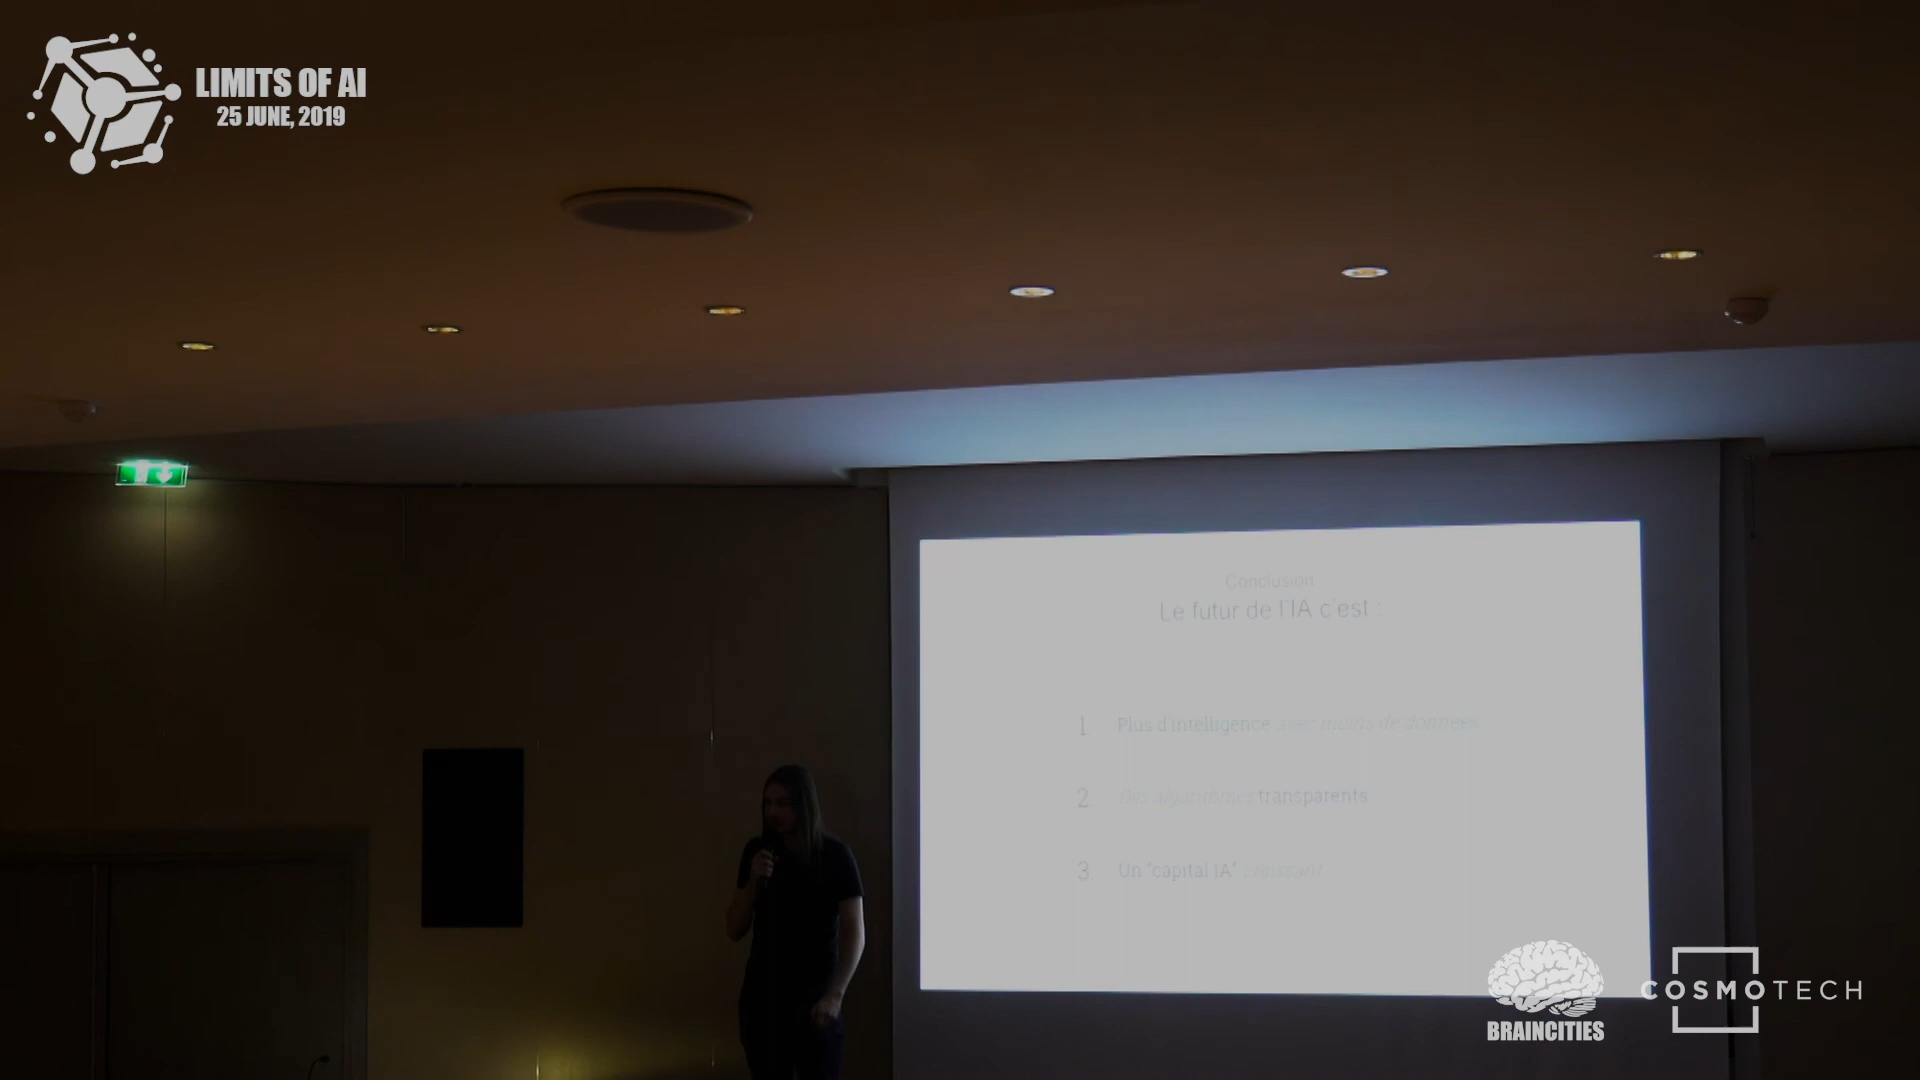 LIMITS OF AI
25 JUNE, 2019
Conclusion
Le futur de l'IA c'est :
1 Plus d'intelligence avec moins de données
2 Des algorithmes transparents
3 Un "capital IA" croissant
BRAINCITIES
COSMOTECH